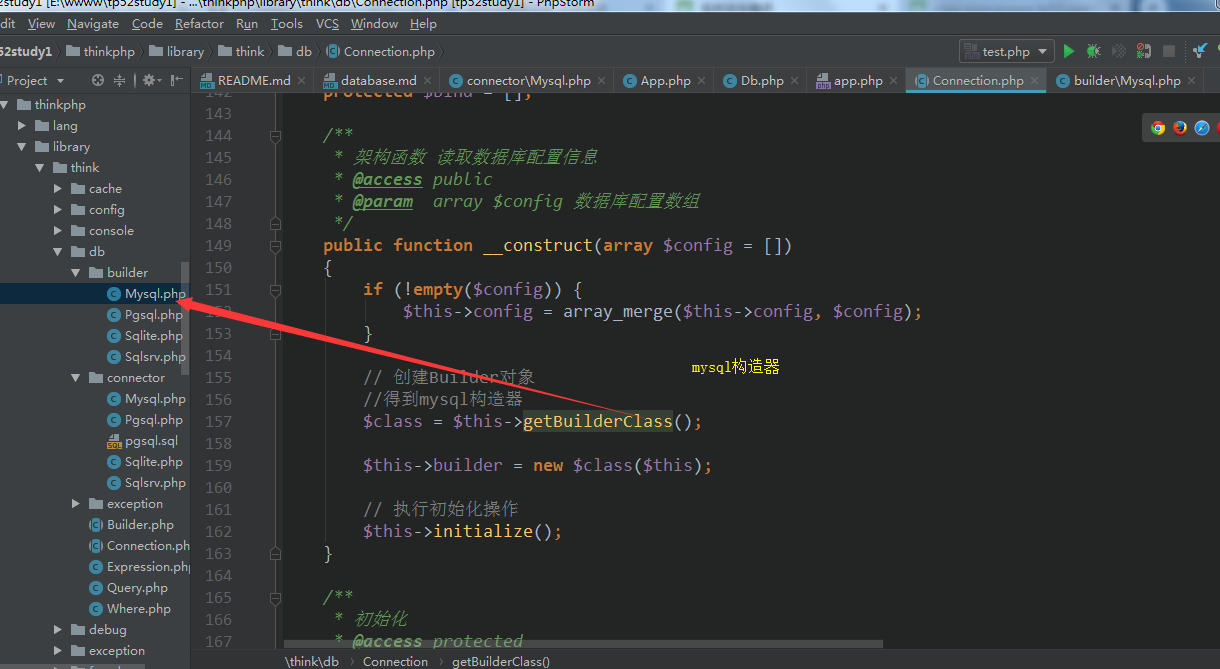 2study1 [E:\wwww\tp52study1] - ...\thinkphp\library\think\db\Connection.php [tp52study1] - PhpStorm
dit View Navigate Code Refactor Run Tools VCS Window Help
52study1 thinkphp library think db Connection.php test.php
Project README.md database.md connector\Mysql.php App.php Db.php app.php Connection.php builder\Mysql.php
thinkphp
lang
library
think
cache
config
console
db
builder
Mysql.php
Pgsql.php
Sqlite.php
Sqlsrv.php
connector
Mysql.php
Pgsql.php
pgsql.sql
Sqlite.php
Sqlsrv.php
exception
Builder.php
Connection.ph
Expression.php
Query.php
Where.php
debug
exception
142 protected $bind = [];
143
144 /**
145 * 架构函数 读取数据库配置信息
146 * @access public
147 * @param array $config 数据库配置数组
148 */
149 public function __construct(array $config = [])
150 {
151 if (!empty($config)) {
152 $this->config = array_merge($this->config, $config);
153 }
154
155 // 创建Builder对象
156 //得到mysql构造器
157 $class = $this->getBuilderClass();
158
159 $this->builder = new $class($this);
160
161 // 执行初始化操作
162 $this->initialize();
163 }
164
165 /**
166 * 初始化
167 * @access protected
mysql构造器
\think\db Connection getBuilderClass()